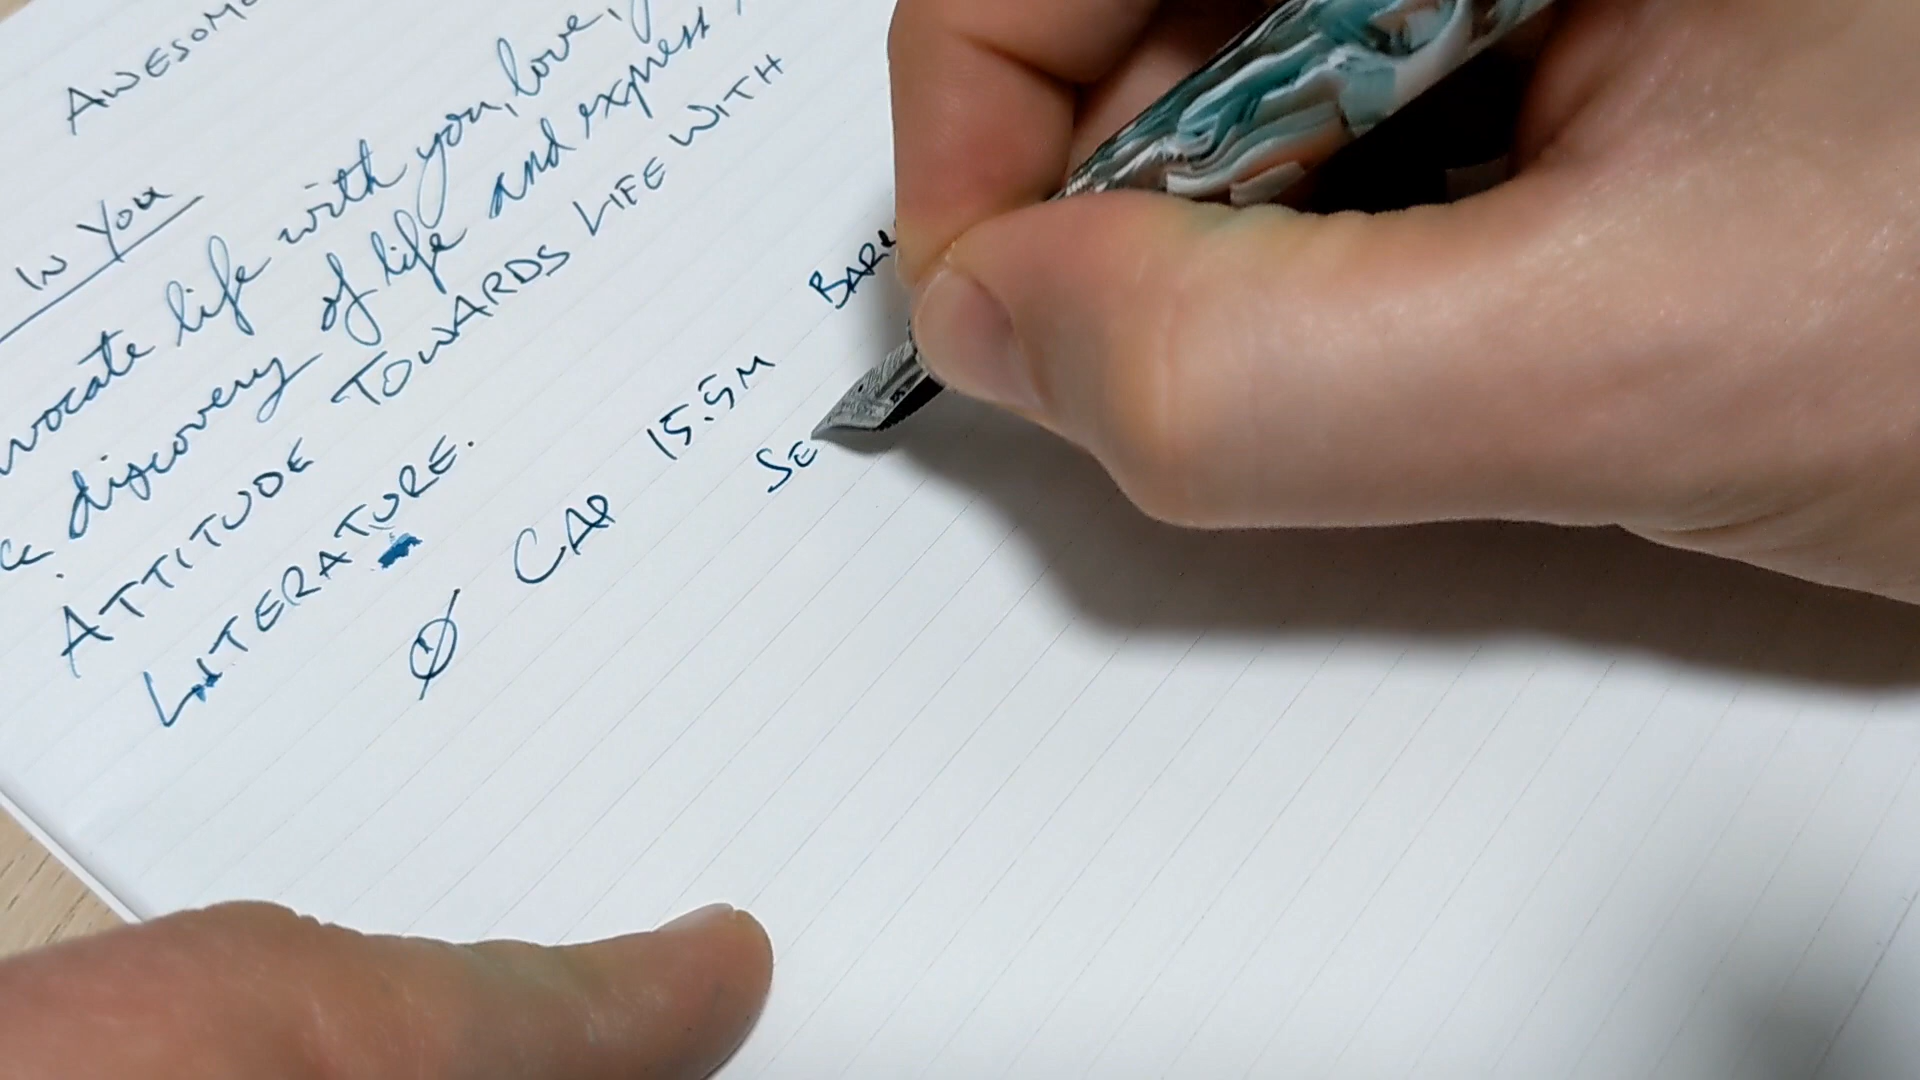 AWESOME
IN YOU
life with you, love,
discovery of life and express
ATTITUDE TOWARDS LIFE WITH
LITERATURE.
Ø CAP 15.5M BAR
SE